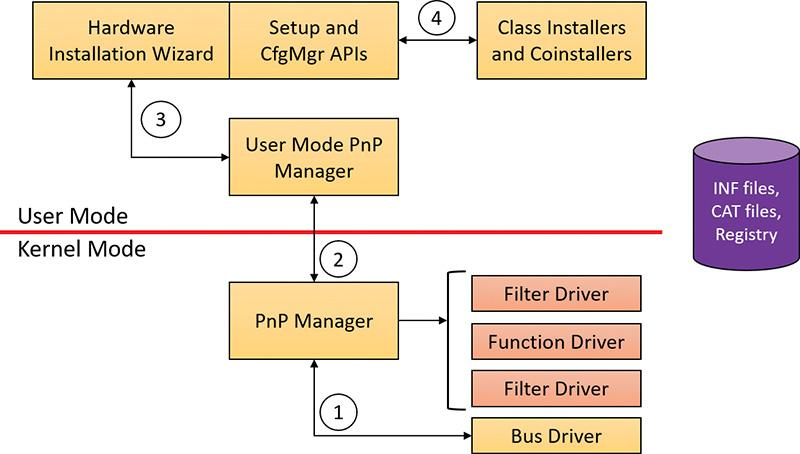 Hardware
Installation Wizard
Setup and
CfgMgr APIs
4
Class Installers
and Coinstallers
3
User Mode PnP
Manager
INF files,
CAT files,
Registry
User Mode
Kernel Mode
2
PnP Manager
Filter Driver
Function Driver
Filter Driver
1
Bus Driver